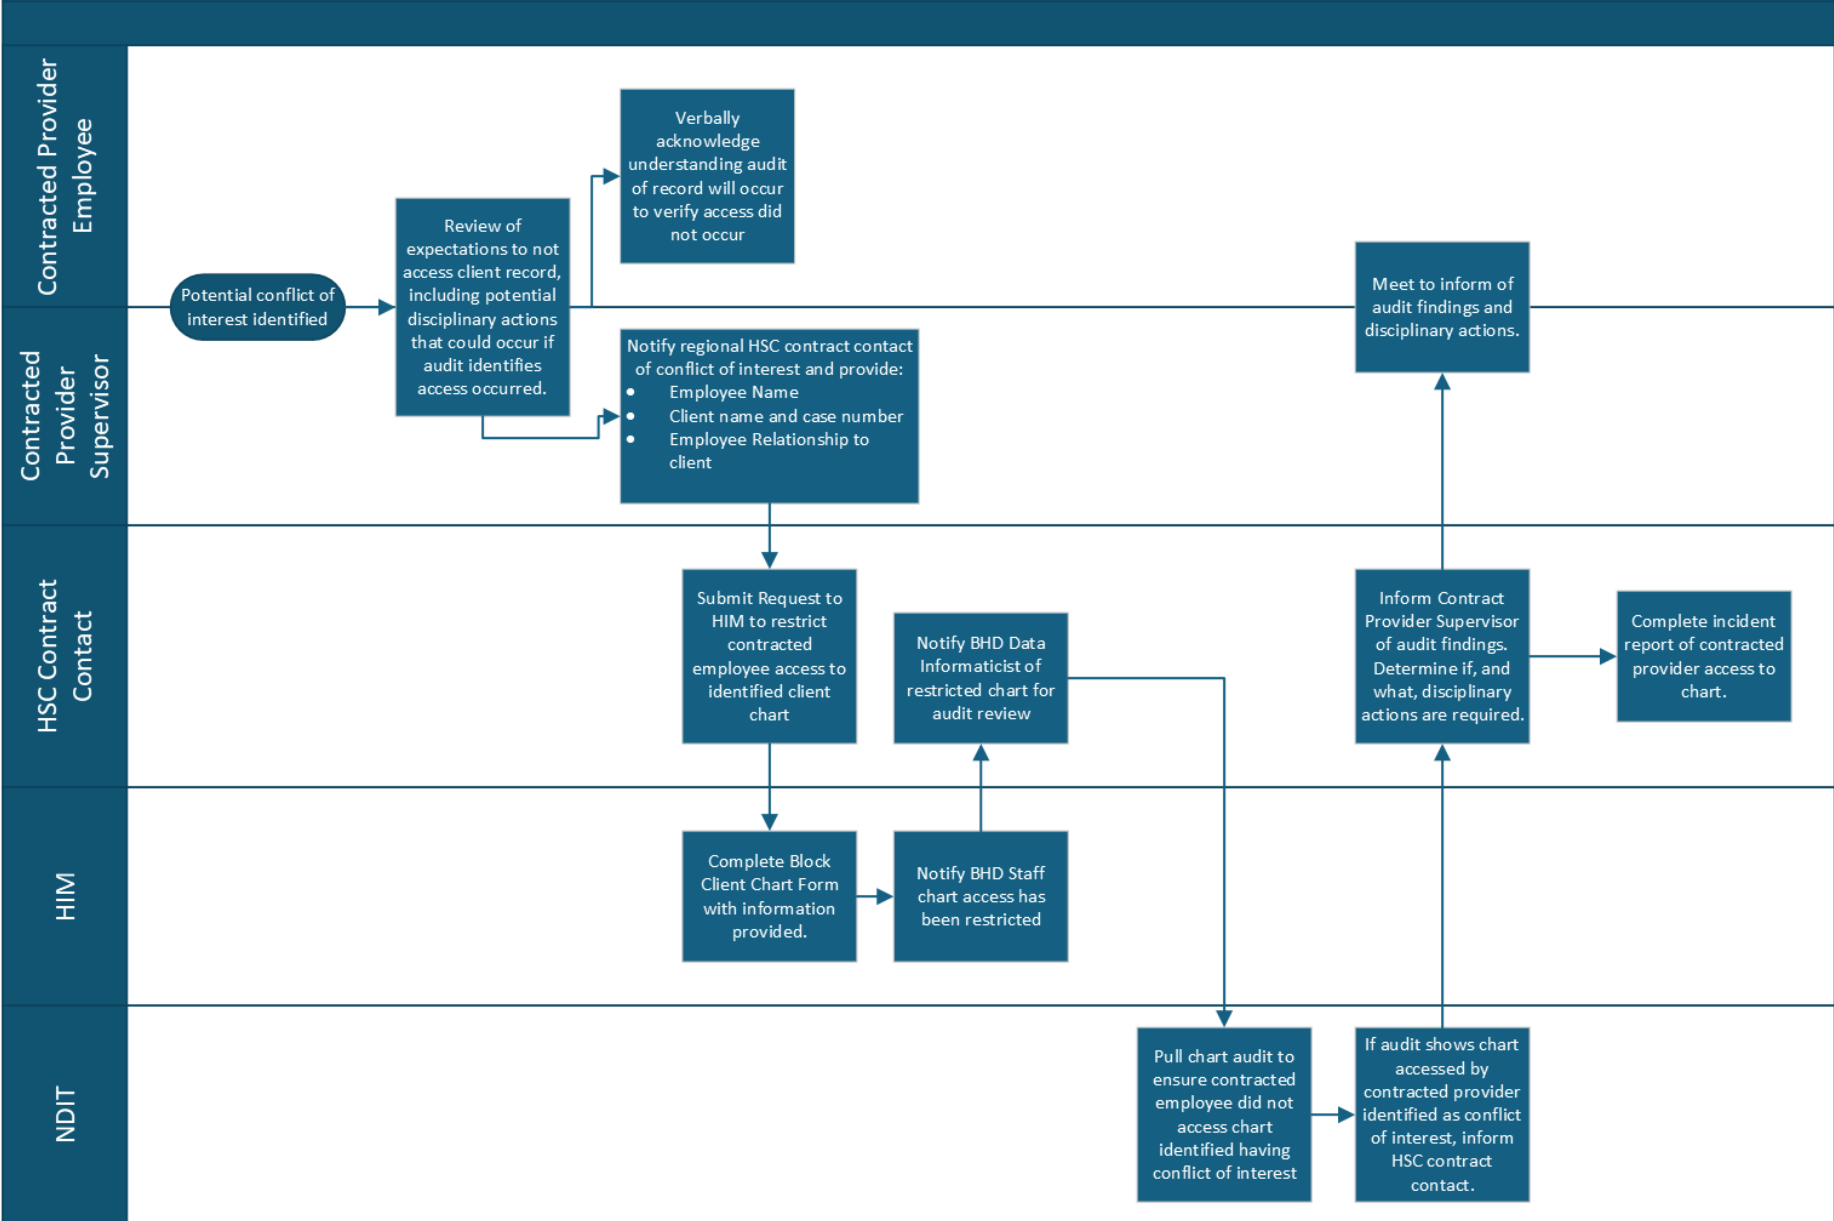 Contracted Provider
Employee
Potential conflict of
interest identified
Review of
expectations to not
access client record,
including potential
disciplinary actions
that could occur if
audit identifies
access occurred.
Verbally
acknowledge
understanding audit
of record will occur
to verify access did
not occur
Meet to inform of
audit findings and
disciplinary actions.
Contracted
Provider
Supervisor
Notify regional HSC contract contact
of conflict of interest and provide:
• Employee Name
• Client name and case number
• Employee Relationship to
client
HSC Contract
Contact
Submit Request to
HIM to restrict
contracted
employee access to
identified client
chart
Notify BHD Data
Informaticist of
restricted chart for
audit review
Inform Contract
Provider Supervisor
of audit findings.
Determine if, and
what, disciplinary
actions are required.
Complete incident
report of contracted
provider access to
chart.
HIM
Complete Block
Client Chart Form
with information
provided.
Notify BHD Staff
chart access has
been restricted
NDIT
Pull chart audit to
ensure contracted
employee did not
access chart
identified having
conflict of interest
If audit shows chart
accessed by
contracted provider
identified as conflict
of interest, inform
HSC contract
contact.